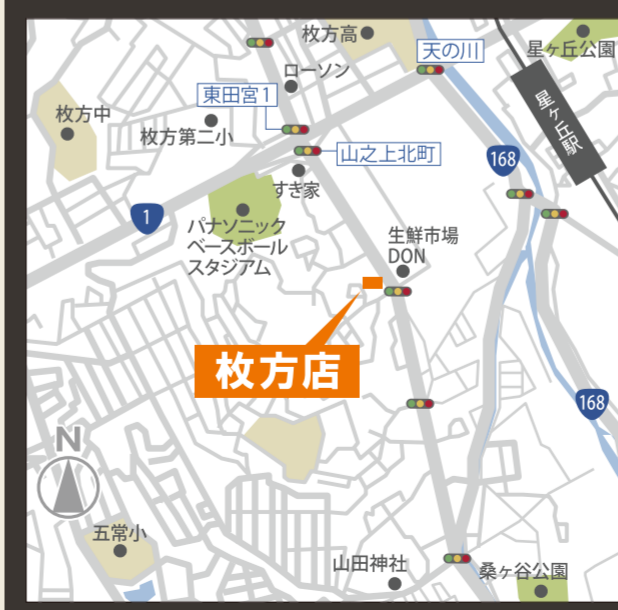 枚方高
天の川
星ヶ丘公園
ローソン
東田宮1
枚方中
枚方第二小
山之上北町
星ヶ丘駅
168
すき家
1
パナソニック
ベースボール
スタジアム
生鮮市場
DON
枚方店
168
N
五常小
山田神社
桑ヶ谷公園